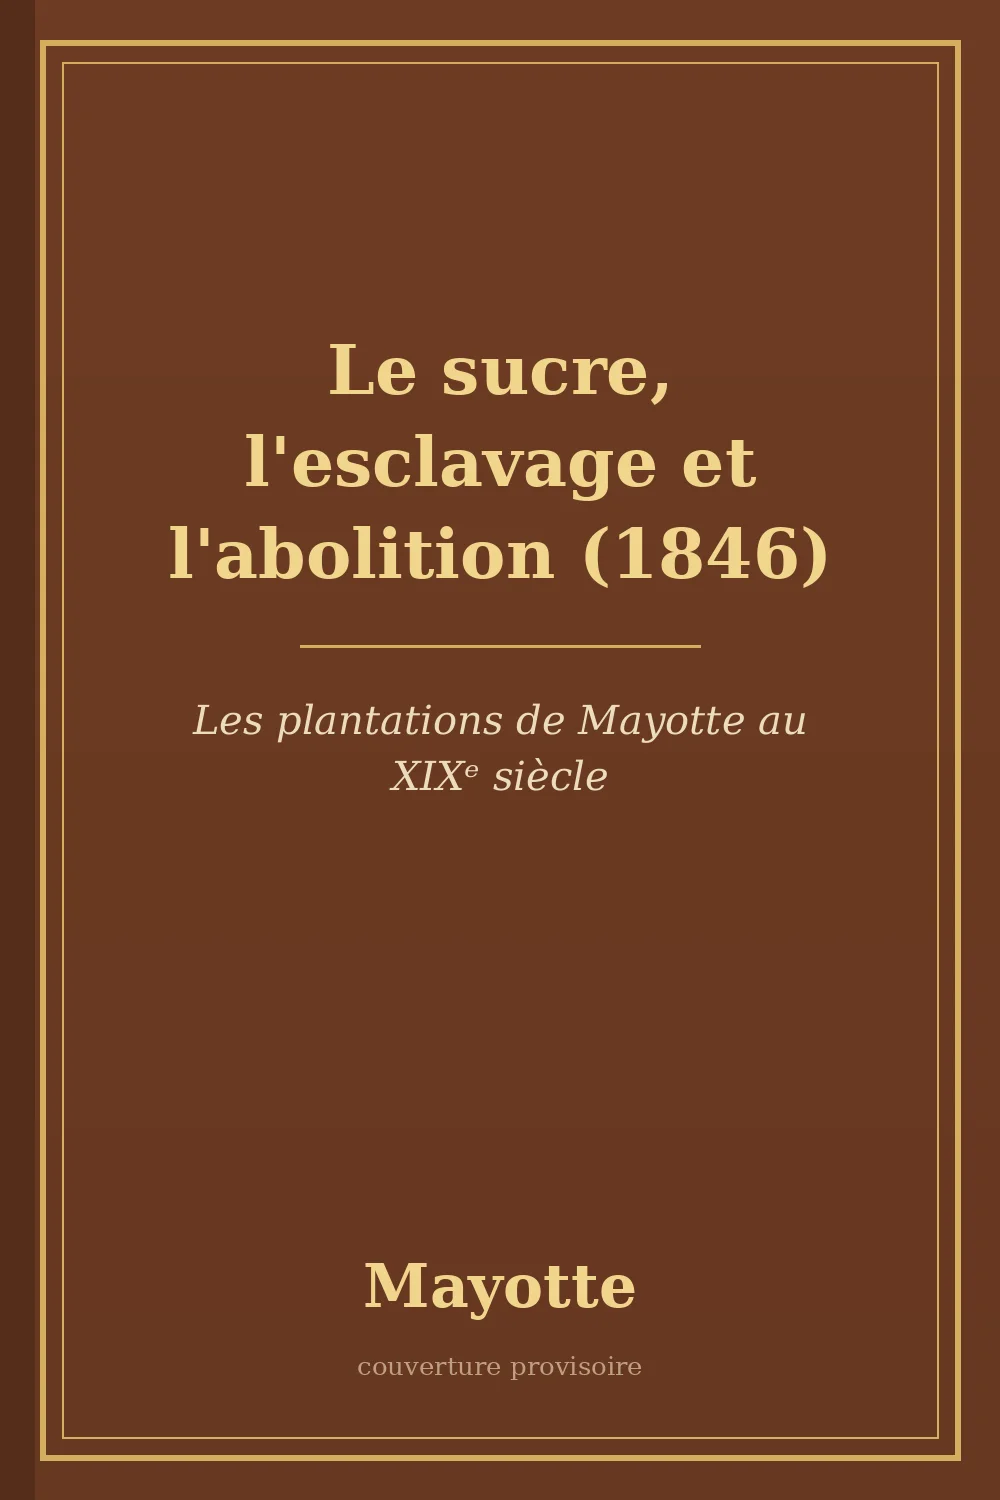 Le sucre,
l'esclavage et
l'abolition (1846)
Les plantations de Mayotte au
XIXᵉ siècle
Mayotte
couverture provisoire